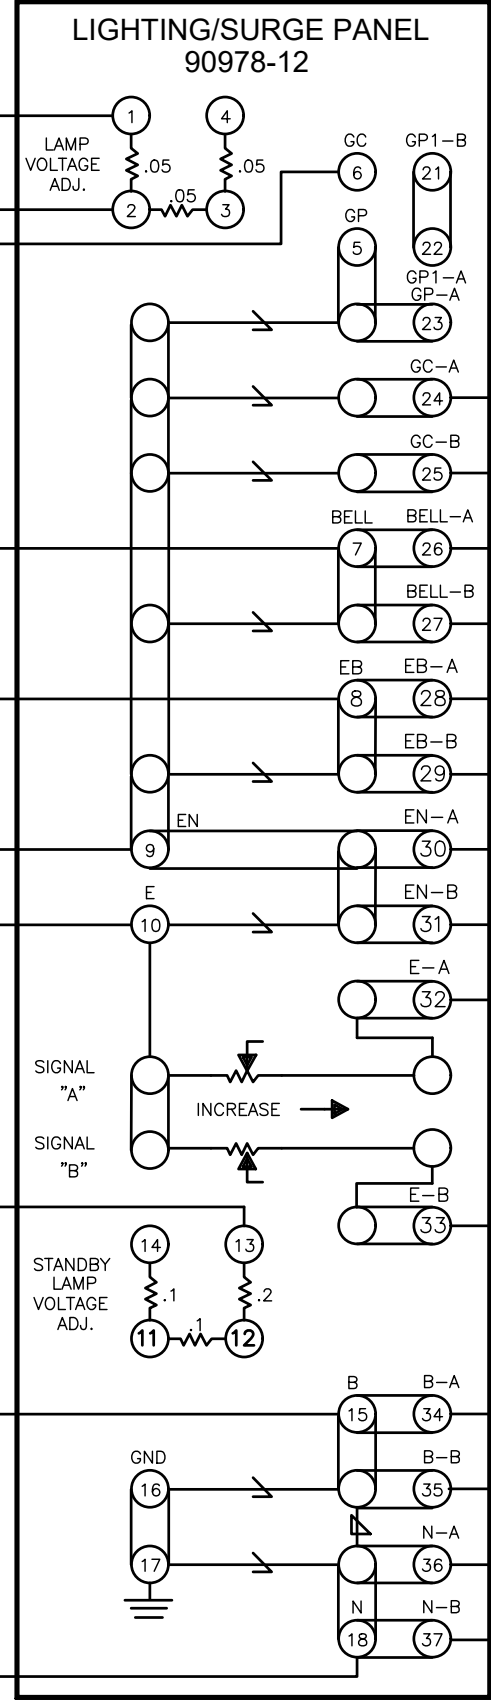 LIGHTING/SURGE PANEL
90978-12
1
4
LAMP
VOLTAGE
ADJ.
.05
.05
.05
2
3
GC
6
GP1-B
21
GP
5
22
GP1-A
GP-A
23
GC-A
24
GC-B
25
BELL
7
BELL-A
26
BELL-B
27
EB
8
EB-A
28
EB-B
29
EN
9
EN-A
30
E
10
EN-B
31
E-A
32
SIGNAL
"A"
INCREASE
SIGNAL
"B"
E-B
33
14
13
STANDBY
LAMP
VOLTAGE
ADJ.
.1
.2
.1
11
12
B
15
B-A
34
GND
16
B-B
35
17
N-A
36
N
18
N-B
37